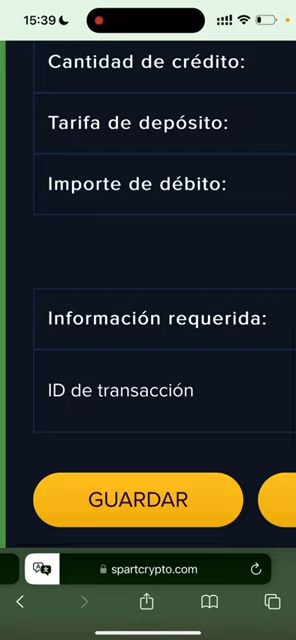 15:39
Cantidad de crédito:
Tarifa de depósito:
Importe de débito:
Información requerida:
ID de transacción
GUARDAR
spartcrypto.com